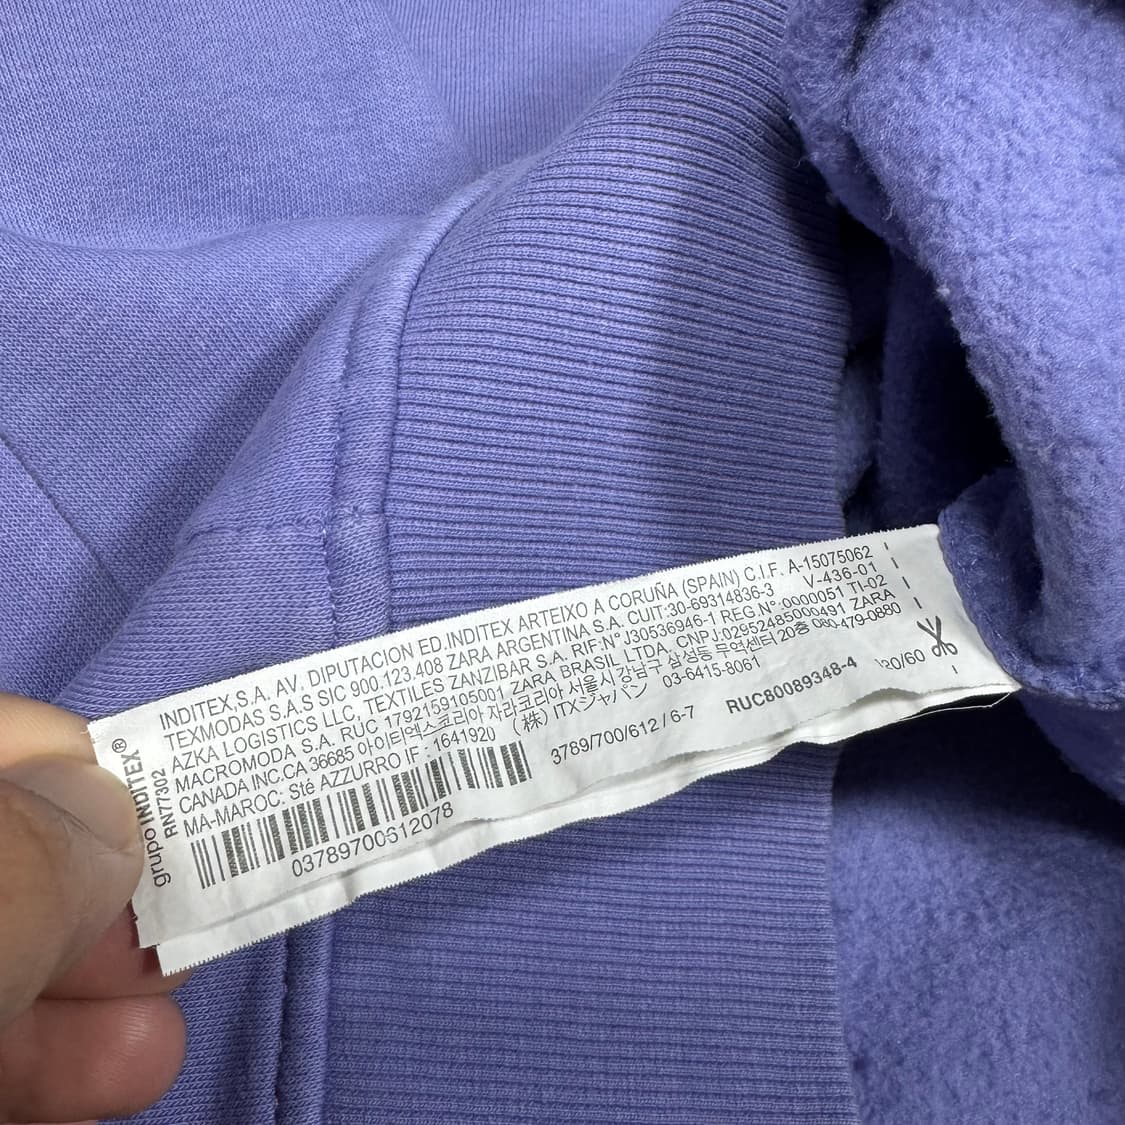 grupo INDITEX®
RN77302
INDITEX,S.A. AV. DIPUTACION ED.INDITEX ARTEIXO A CORUÑA (SPAIN) C.I.F. A-15075062
TEXMODAS S.A.S SIC 900.123.408 ZARA ARGENTINA S.A. CUIT:30-69314836-3 V-436-01
AZKA LOGISTICS LLC, TEXTILES ZANZIBAR S.A. RIF:N°J30536946-1 REG.N°.0000051 TI-02
MACROMODA S.A. RUC 1792159105001 ZARA BRASIL LTDA. CNPJ:02952485000491 ZARA
CANADA INC.CA 36685 아이티엑스코리아 자라코리아 서울시 강남구 삼성동 무역센터 20층 080-479-0880
MA-MAROC: Sté AZZURRO IF : 1641920 (株) ITXジャパン 03-6415-8061
3789/700/612 / 6-7 RUC80089348-4 /60
03789700612078